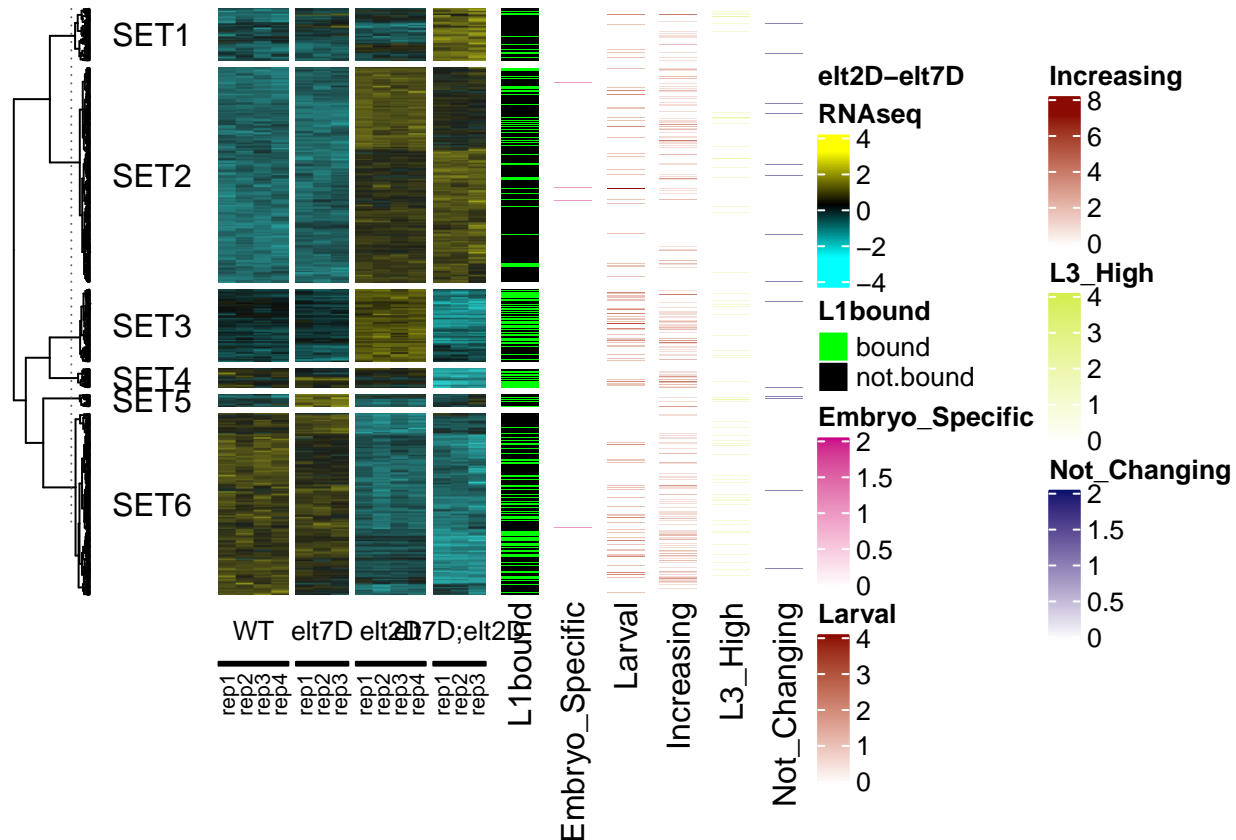 SET1
SET2
SET3
SET4
SET5
SET6
WT
elt7D
elt2D
elt7D;elt2D
rep1
rep2
rep3
rep4
rep1
rep2
rep3
rep1
rep2
rep3
rep4
rep1
rep2
rep3
L1bound
Embryo_Specific
Larval
Increasing
L3_High
Not_Changing
elt2D−elt7D
RNAseq
4
2
0
−2
−4
L1bound
bound
not.bound
Embryo_Specific
2
1.5
1
0.5
0
Larval
4
3
2
1
0
Increasing
8
6
4
2
0
L3_High
4
3
2
1
0
Not_Changing
2
1.5
1
0.5
0